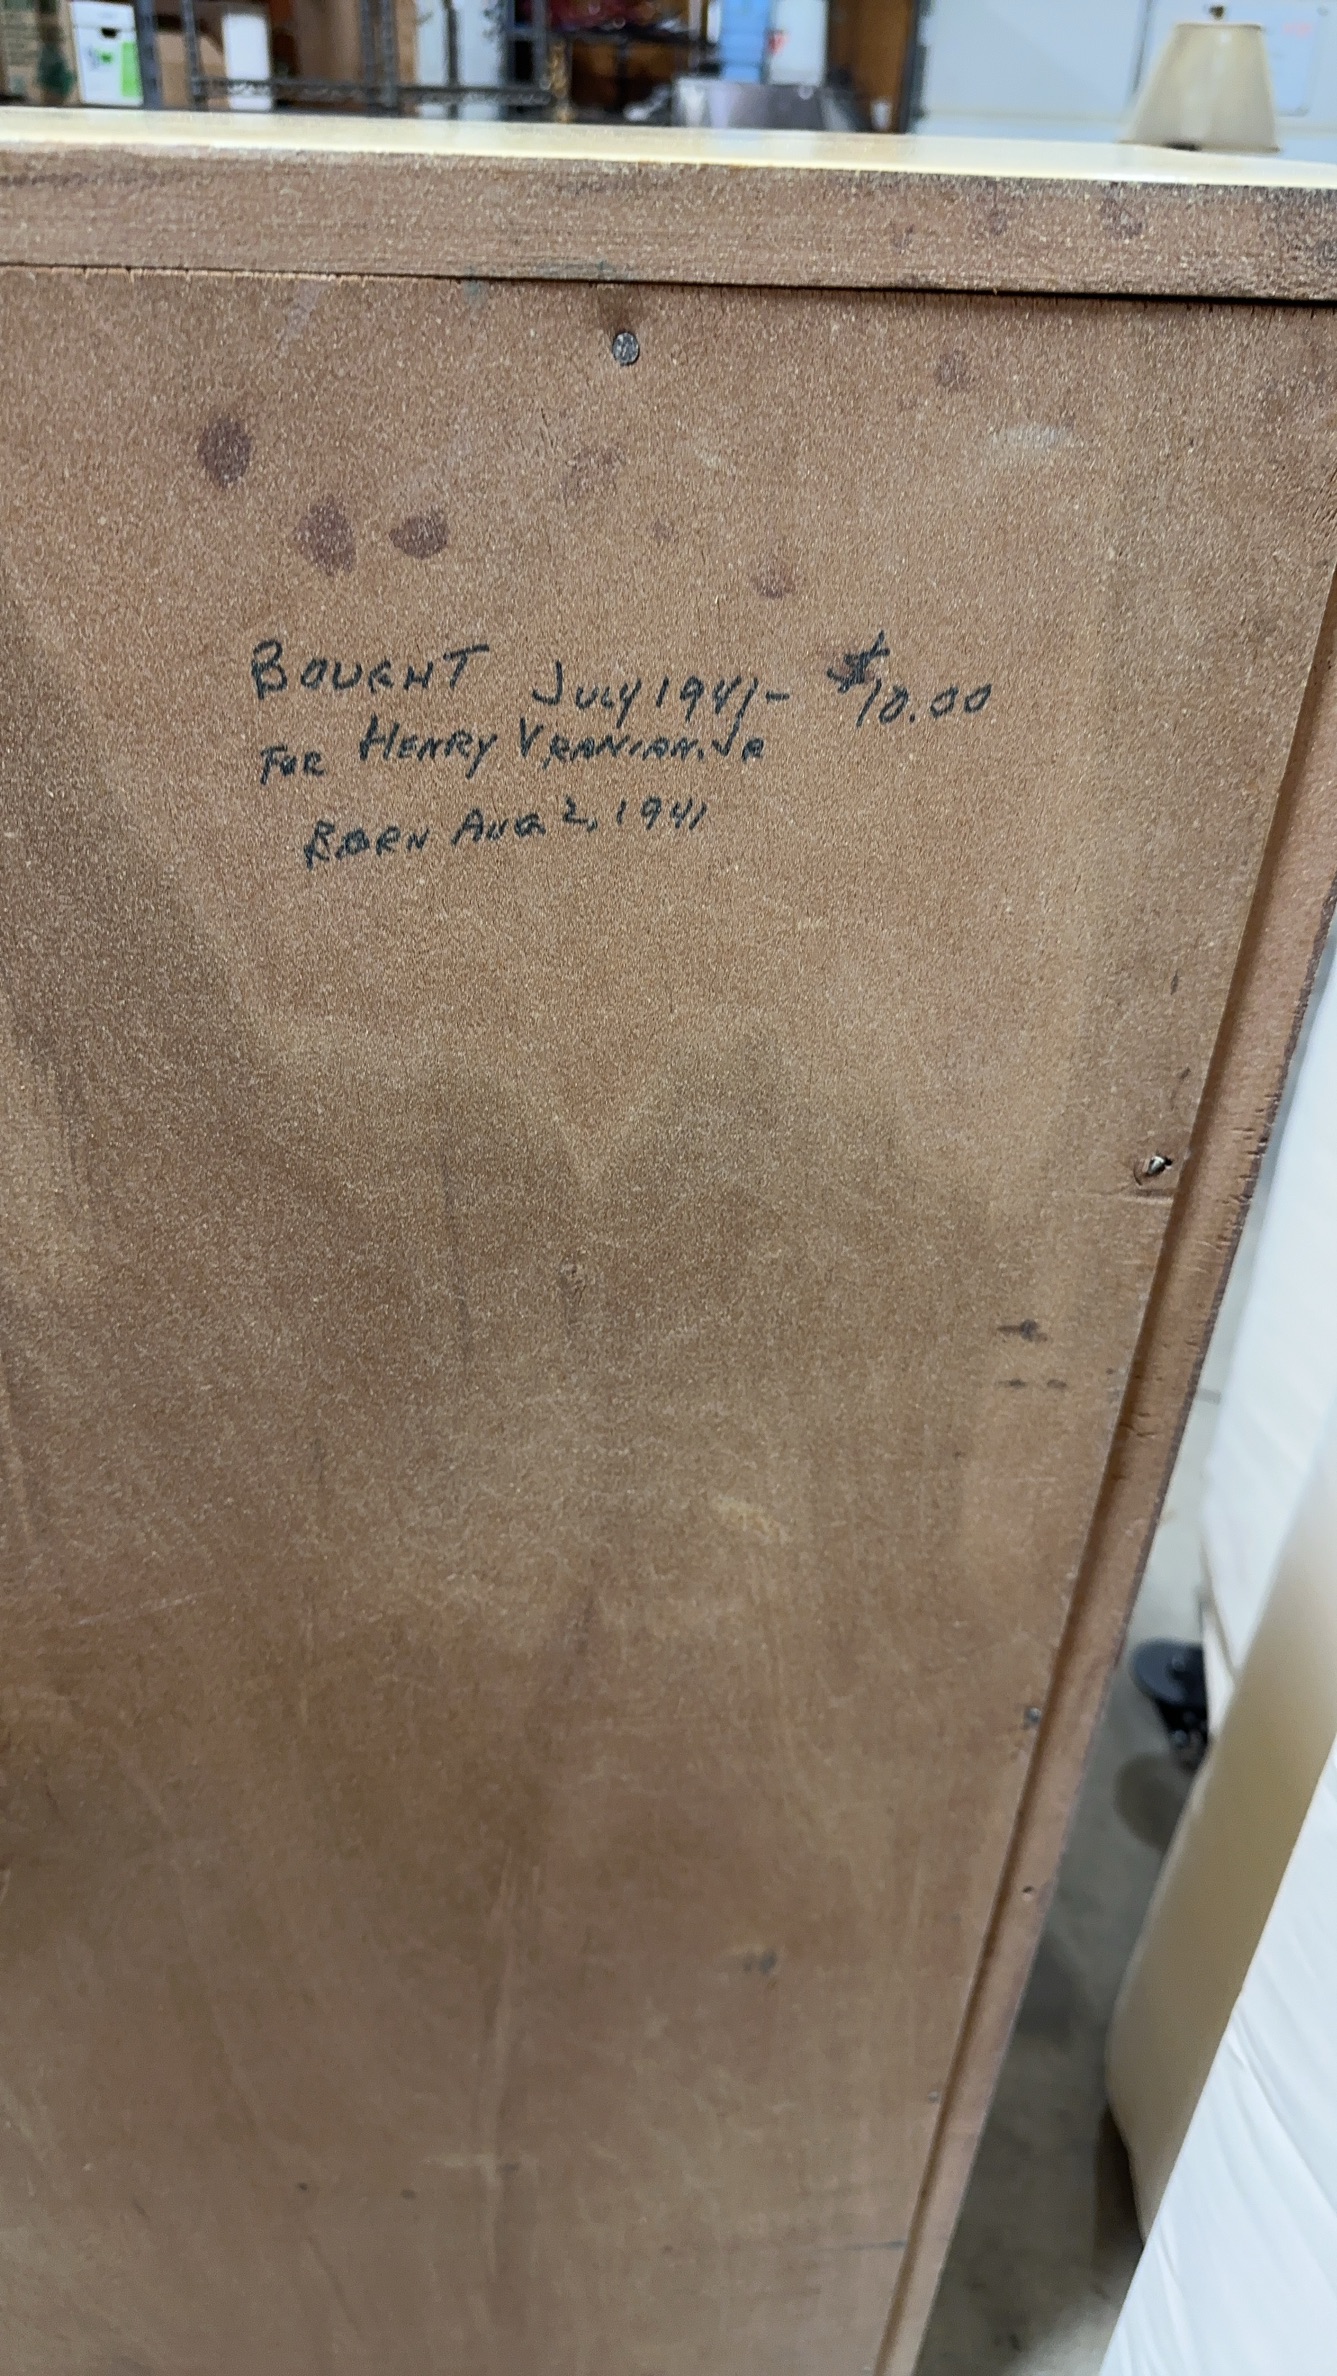 BOUGHT JULY 1941- $10.00
FOR HENRY VRANIAN. JR
BORN AUG 2, 1941